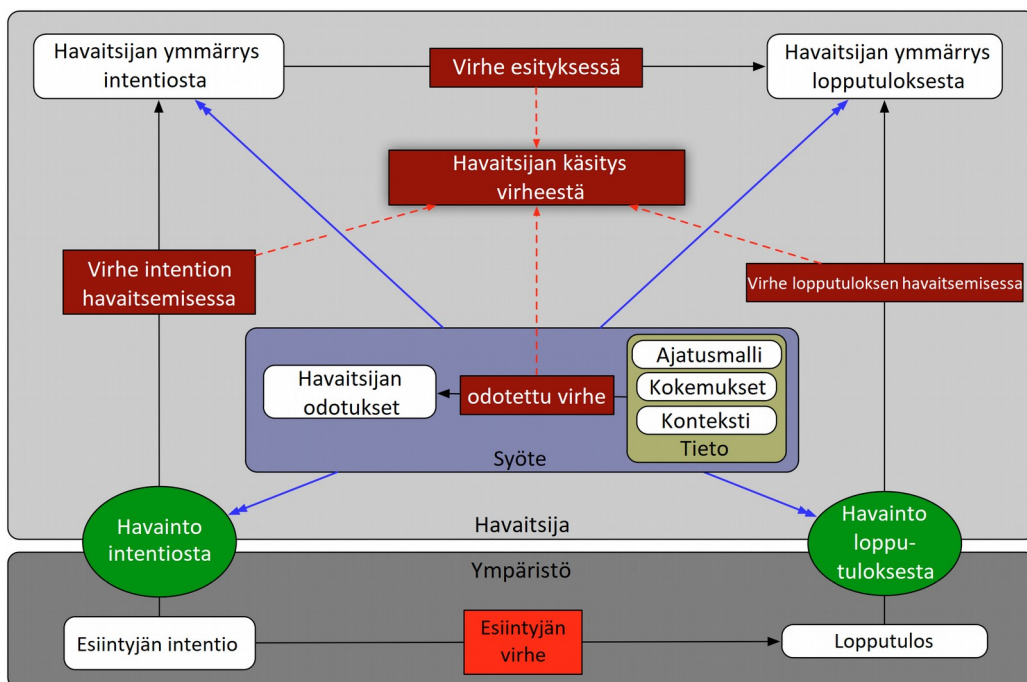 Havaitsijan ymmärrys
intentiosta
Virhe esityksessä
Havaitsijan ymmärrys
lopputuloksesta
Havaitsijan käsitys
virheestä
Virhe intention
havaitsemisessa
Virhe lopputuloksen havaitsemisessa
Havaitsijan
odotukset
odotettu virhe
Ajatusmalli
Kokemukset
Konteksti
Tieto
Syöte
Havainto
intentiosta
Havaitsija
Havainto
loppu-
tuloksesta
Ympäristö
Esiintyjän intentio
Esiintyjän
virhe
Lopputulos